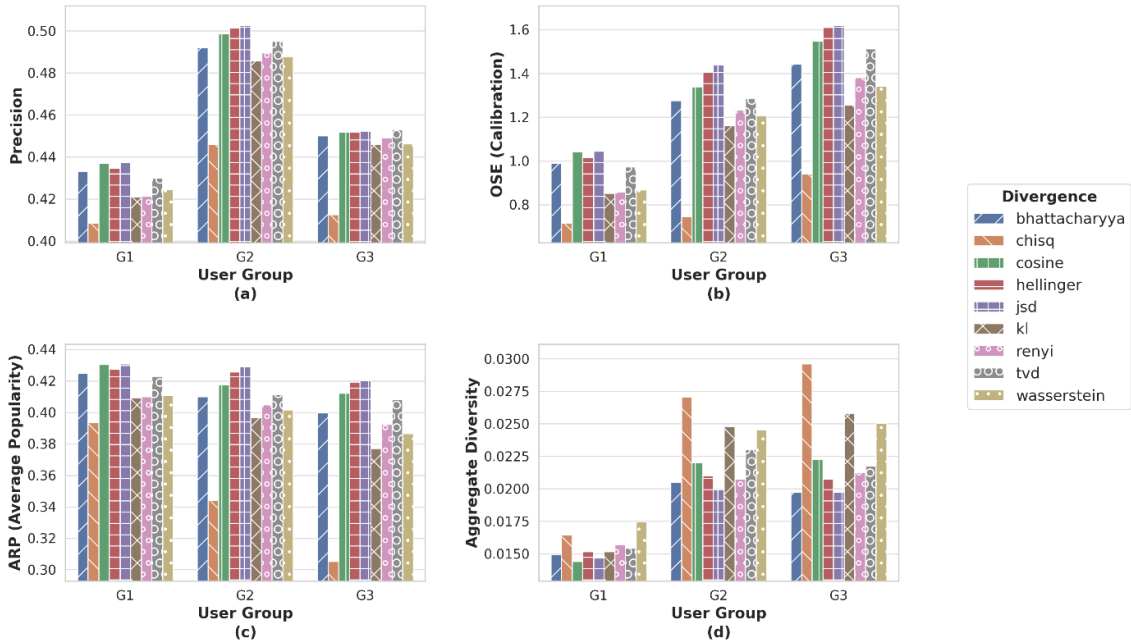 0.50
0.48
0.46
0.44
0.42
0.40
Precision
G1 G2 G3
User Group
(a)
1.6
1.4
1.2
1.0
0.8
OSE (Calibration)
G1 G2 G3
User Group
(b)
0.44
0.42
0.40
0.38
0.36
0.34
0.32
0.30
ARP (Average Popularity)
G1 G2 G3
User Group
(c)
0.0300
0.0275
0.0250
0.0225
0.0200
0.0175
0.0150
Aggregate Diversity
G1 G2 G3
User Group
(d)
Divergence
bhattacharyya
chisq
cosine
hellinger
jsd
kl
renyi
tvd
wasserstein